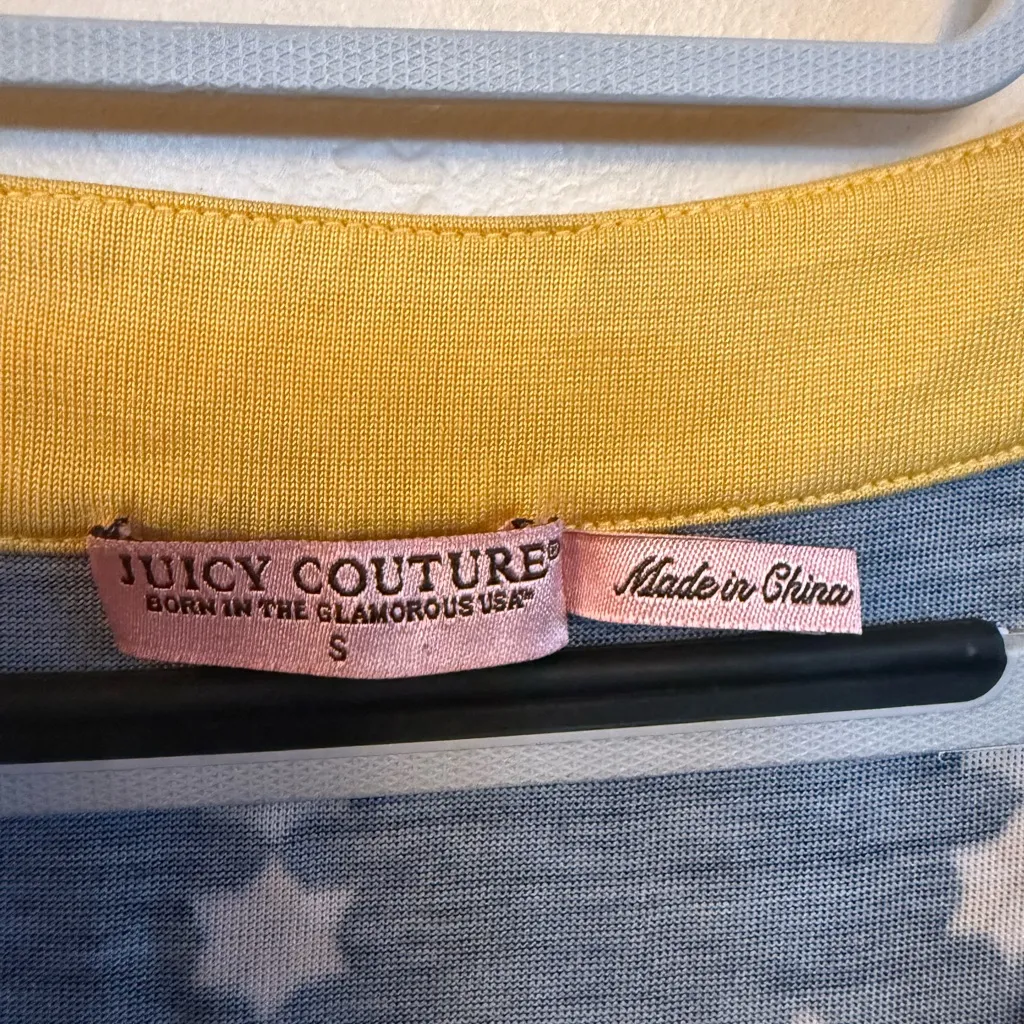 JUICY COUTURE®
BORN IN THE GLAMOROUS USA™
S
Made in China